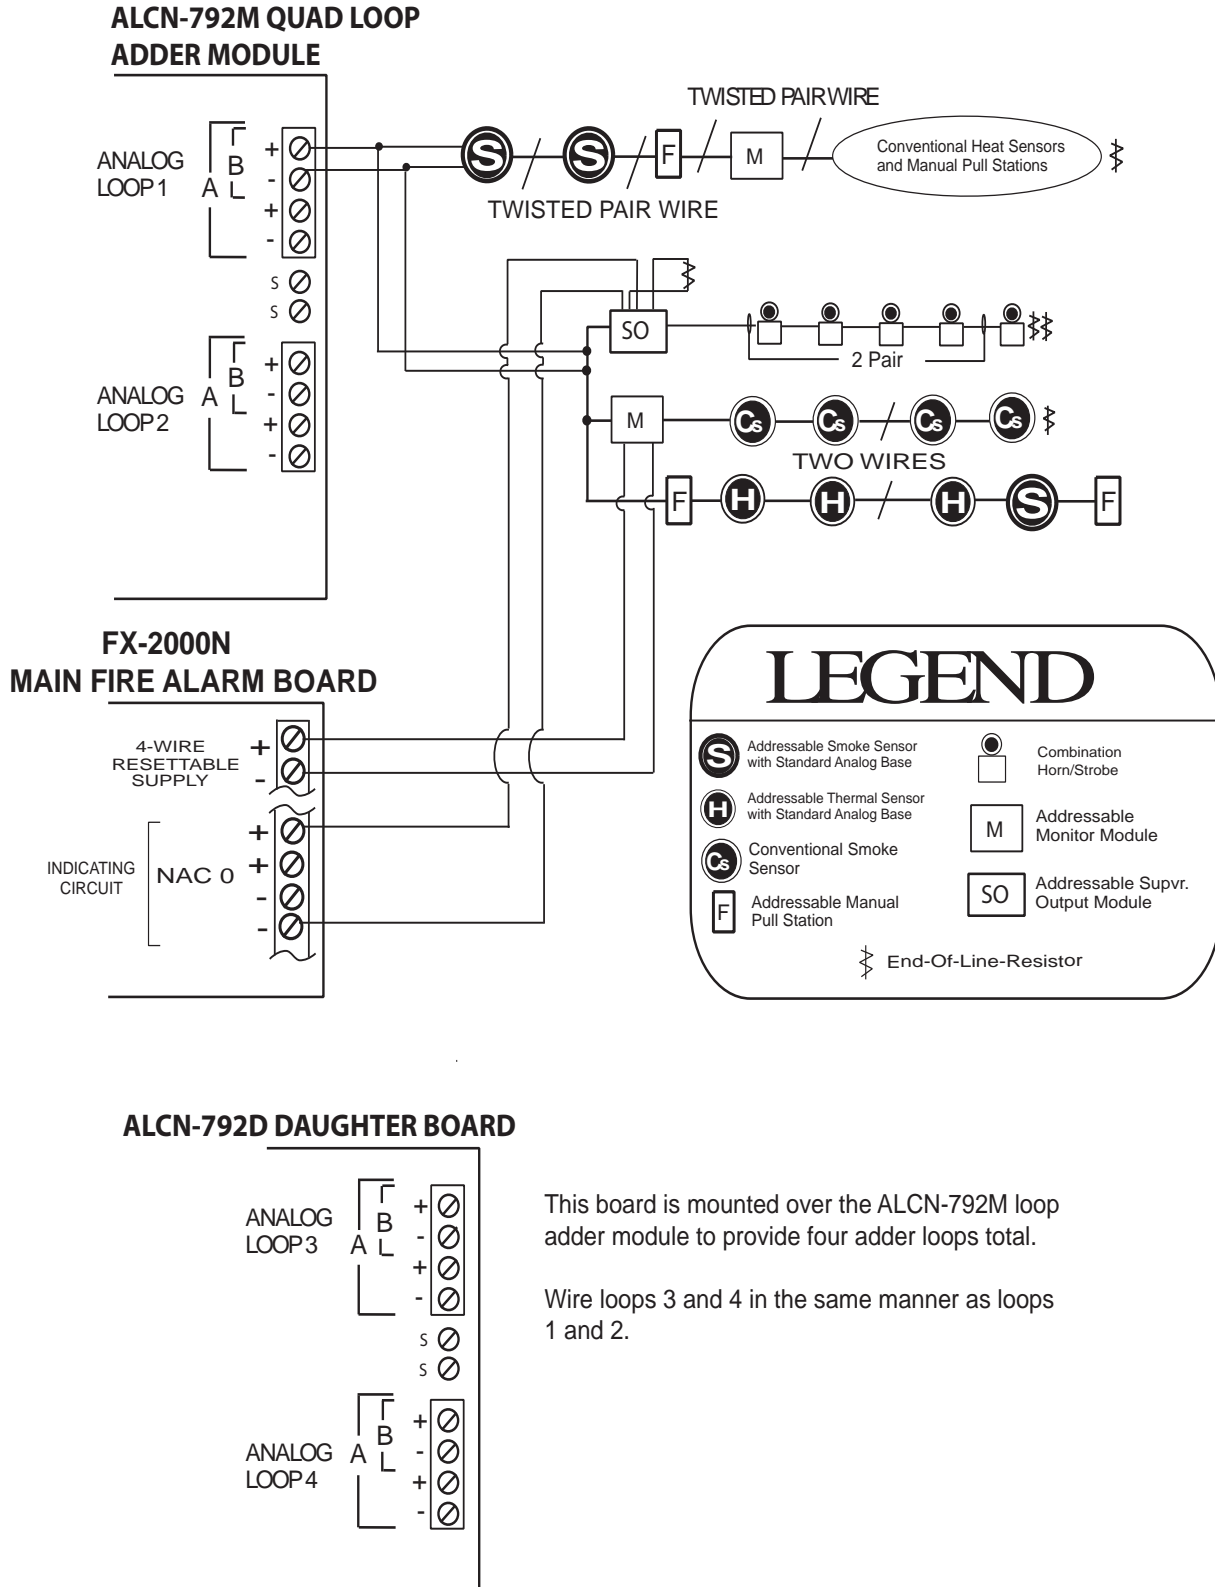 ALCN-792M QUAD LOOP
ADDER MODULE
TWISTED PAIR WIRE
ANALOG
LOOP 1
A
B
+
-
+
-
S
S
S
S
F
M
Conventional Heat Sensors
and Manual Pull Stations
TWISTED PAIR WIRE
SO
2 Pair
ANALOG
LOOP 2
A
B
+
-
+
-
M
Cs
Cs
Cs
Cs
TWO WIRES
F
H
H
H
S
F
FX-2000N
MAIN FIRE ALARM BOARD
4-WIRE
RESETTABLE
SUPPLY
+
-
INDICATING
CIRCUIT
NAC 0
+
+
-
-
LEGEND
S
Addressable Smoke Sensor
with Standard Analog Base
H
Addressable Thermal Sensor
with Standard Analog Base
Cs
Conventional Smoke
Sensor
F
Addressable Manual
Pull Station
Combination
Horn/Strobe
M
Addressable
Monitor Module
SO
Addressable Supvr.
Output Module
End-Of-Line-Resistor
ALCN-792D DAUGHTER BOARD
ANALOG
LOOP 3
A
B
+
-
+
-
S
S
ANALOG
LOOP 4
A
B
+
-
+
-
This board is mounted over the ALCN-792M loop
adder module to provide four adder loops total.
Wire loops 3 and 4 in the same manner as loops
1 and 2.